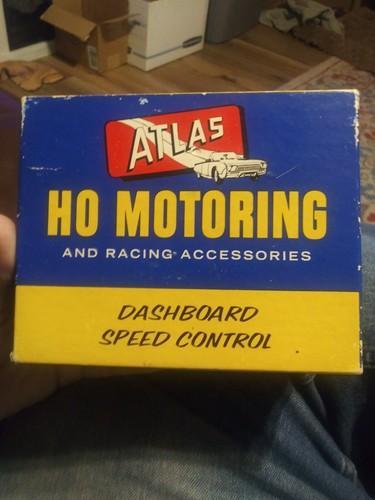 ATLAS
HO MOTORING
AND RACING ACCESSORIES
DASHBOARD
SPEED CONTROL